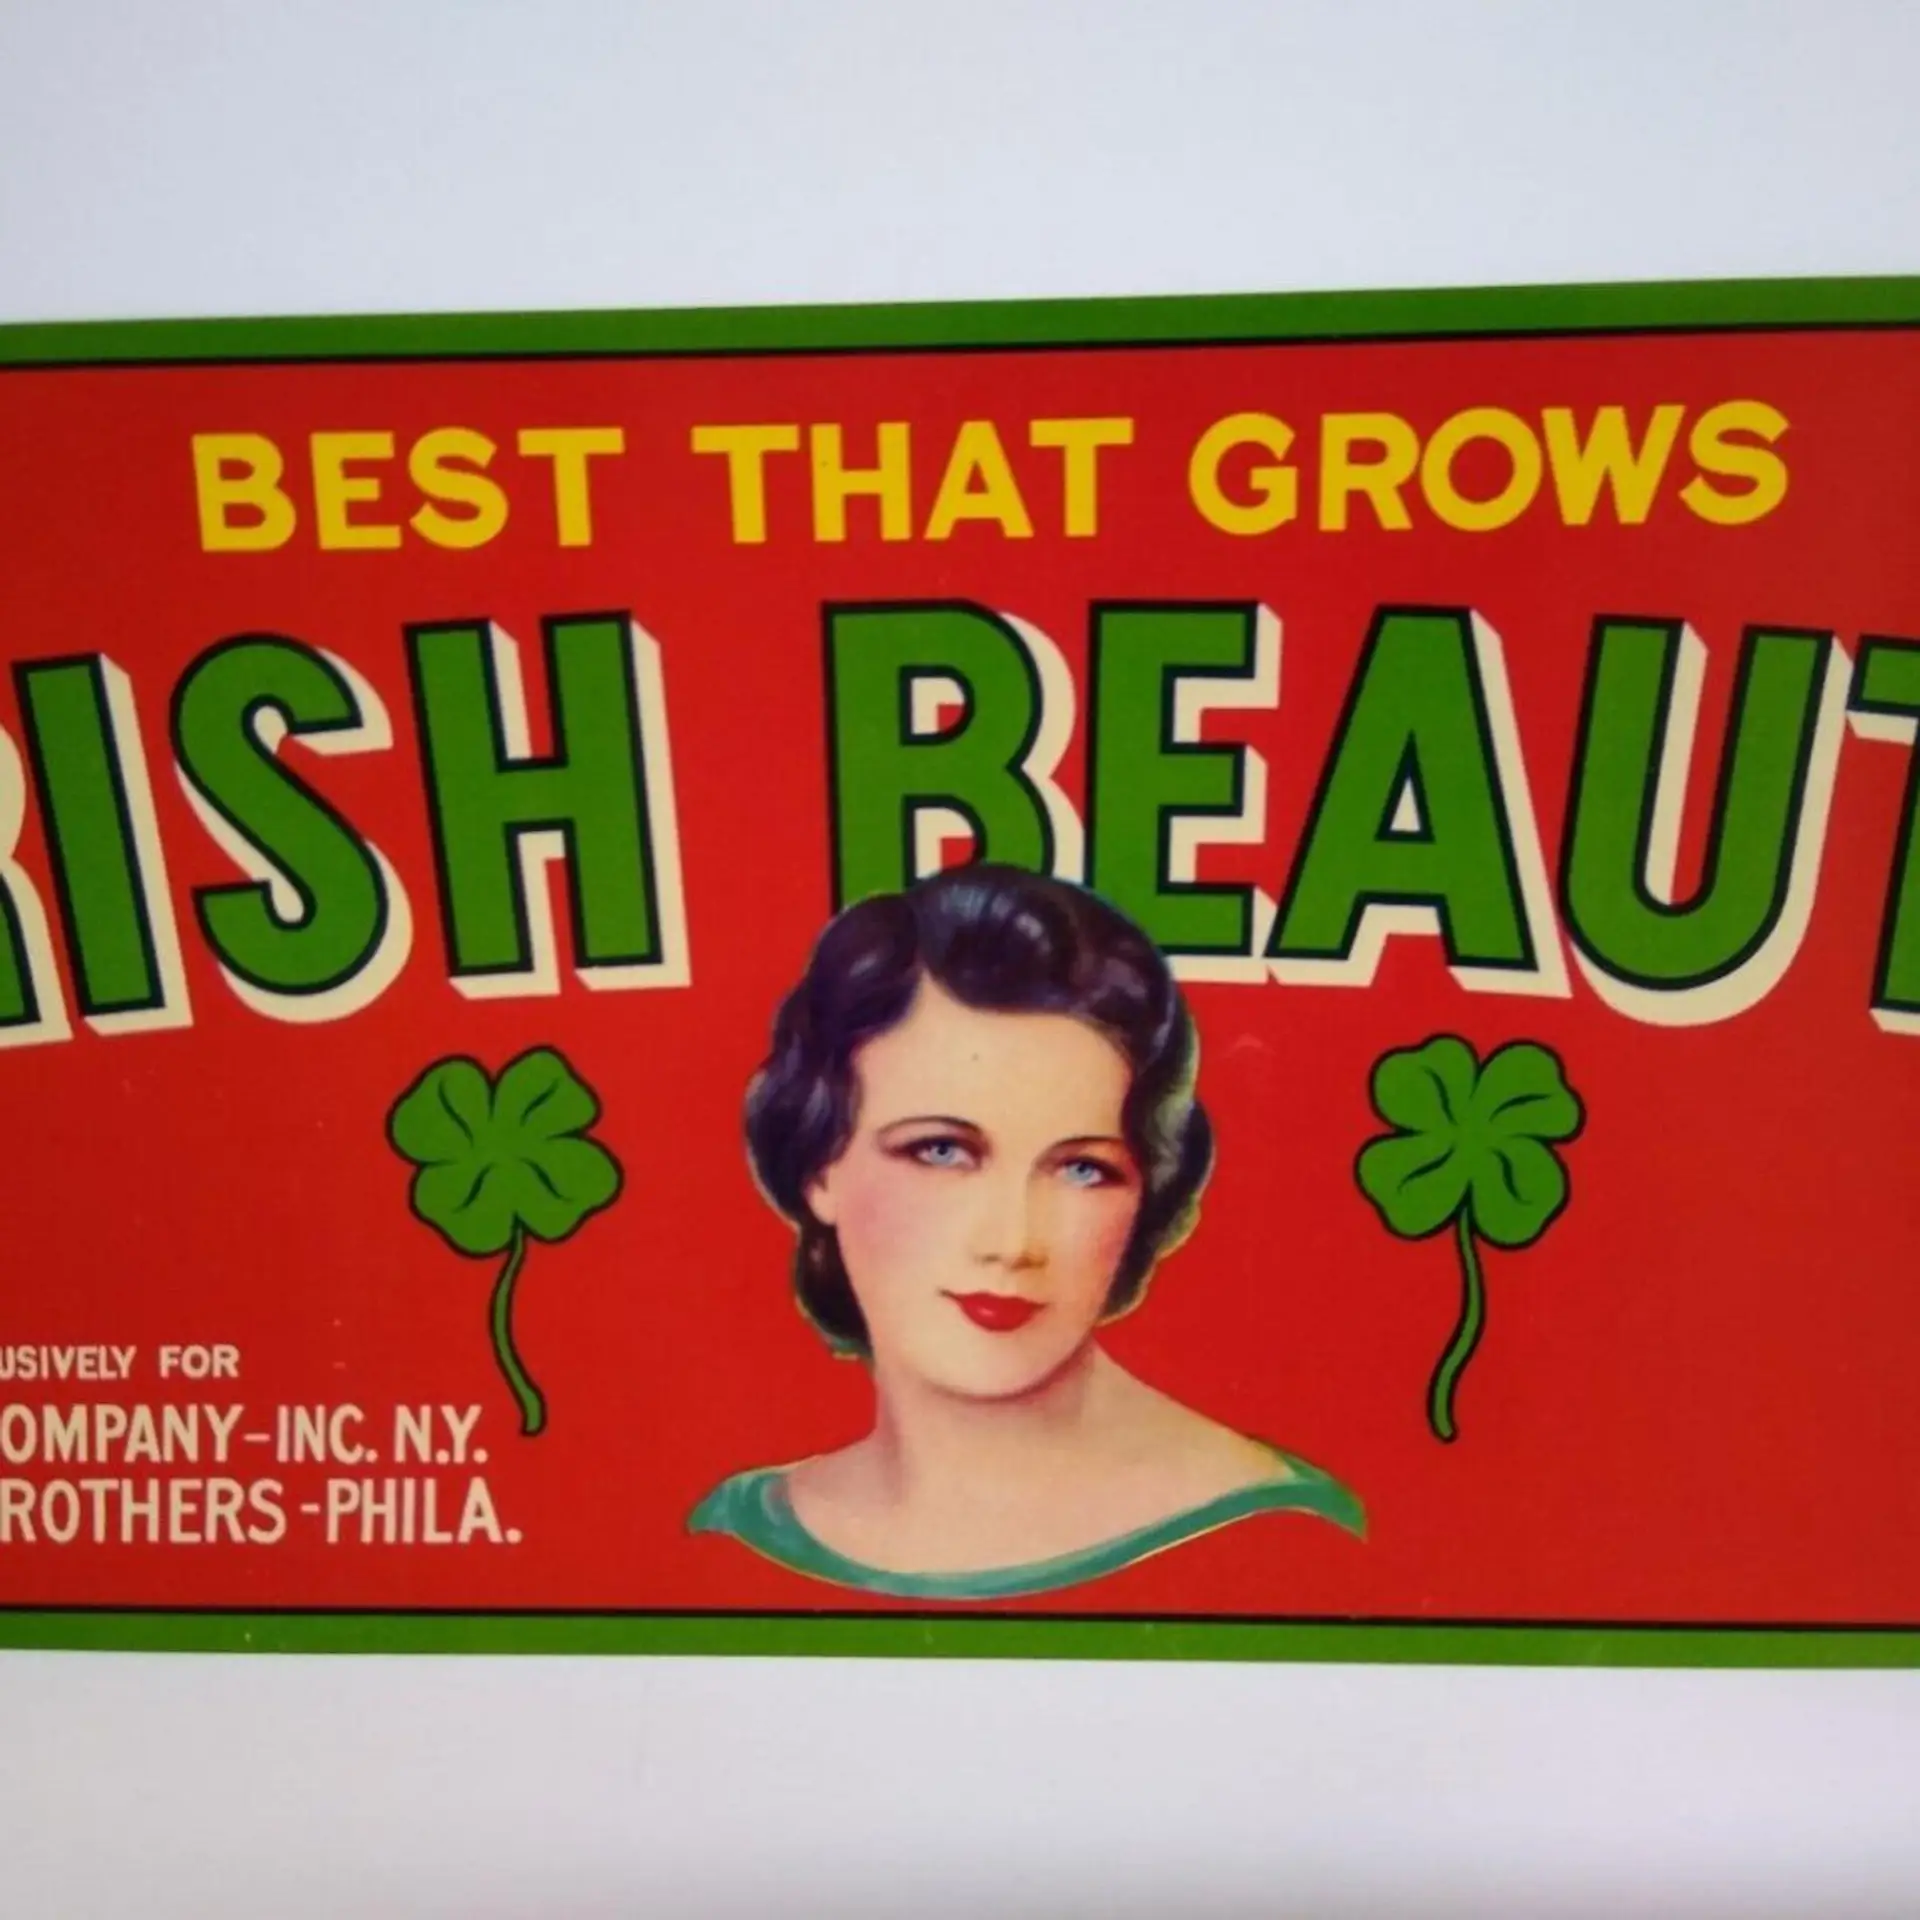 BEST THAT GROWS
RISH BEAUT
USIVELY FOR
OMPANY-INC. N.Y.
ROTHERS-PHILA.